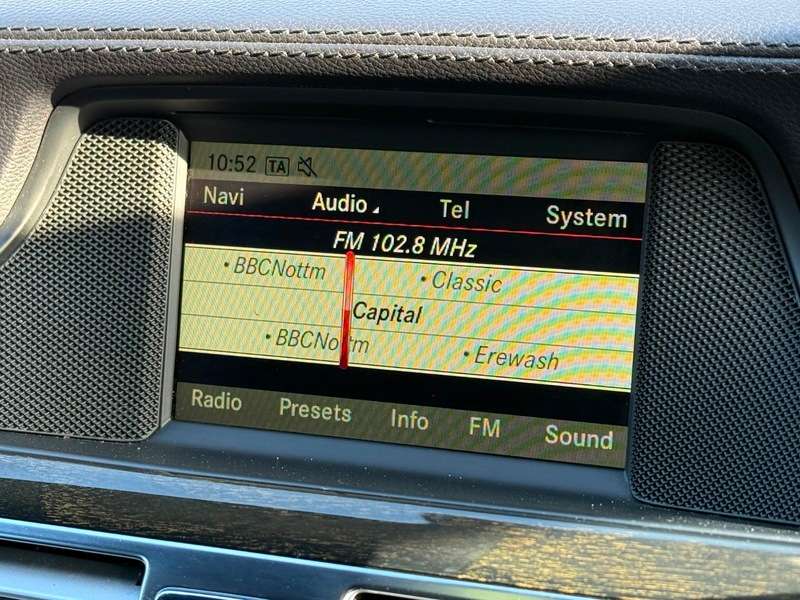 10:52 TA
Navi Audio Tel System
FM 102.8 MHz
• BBCNottm • Classic
Capital
• BBCNottm • Erewash
Radio Presets Info FM Sound